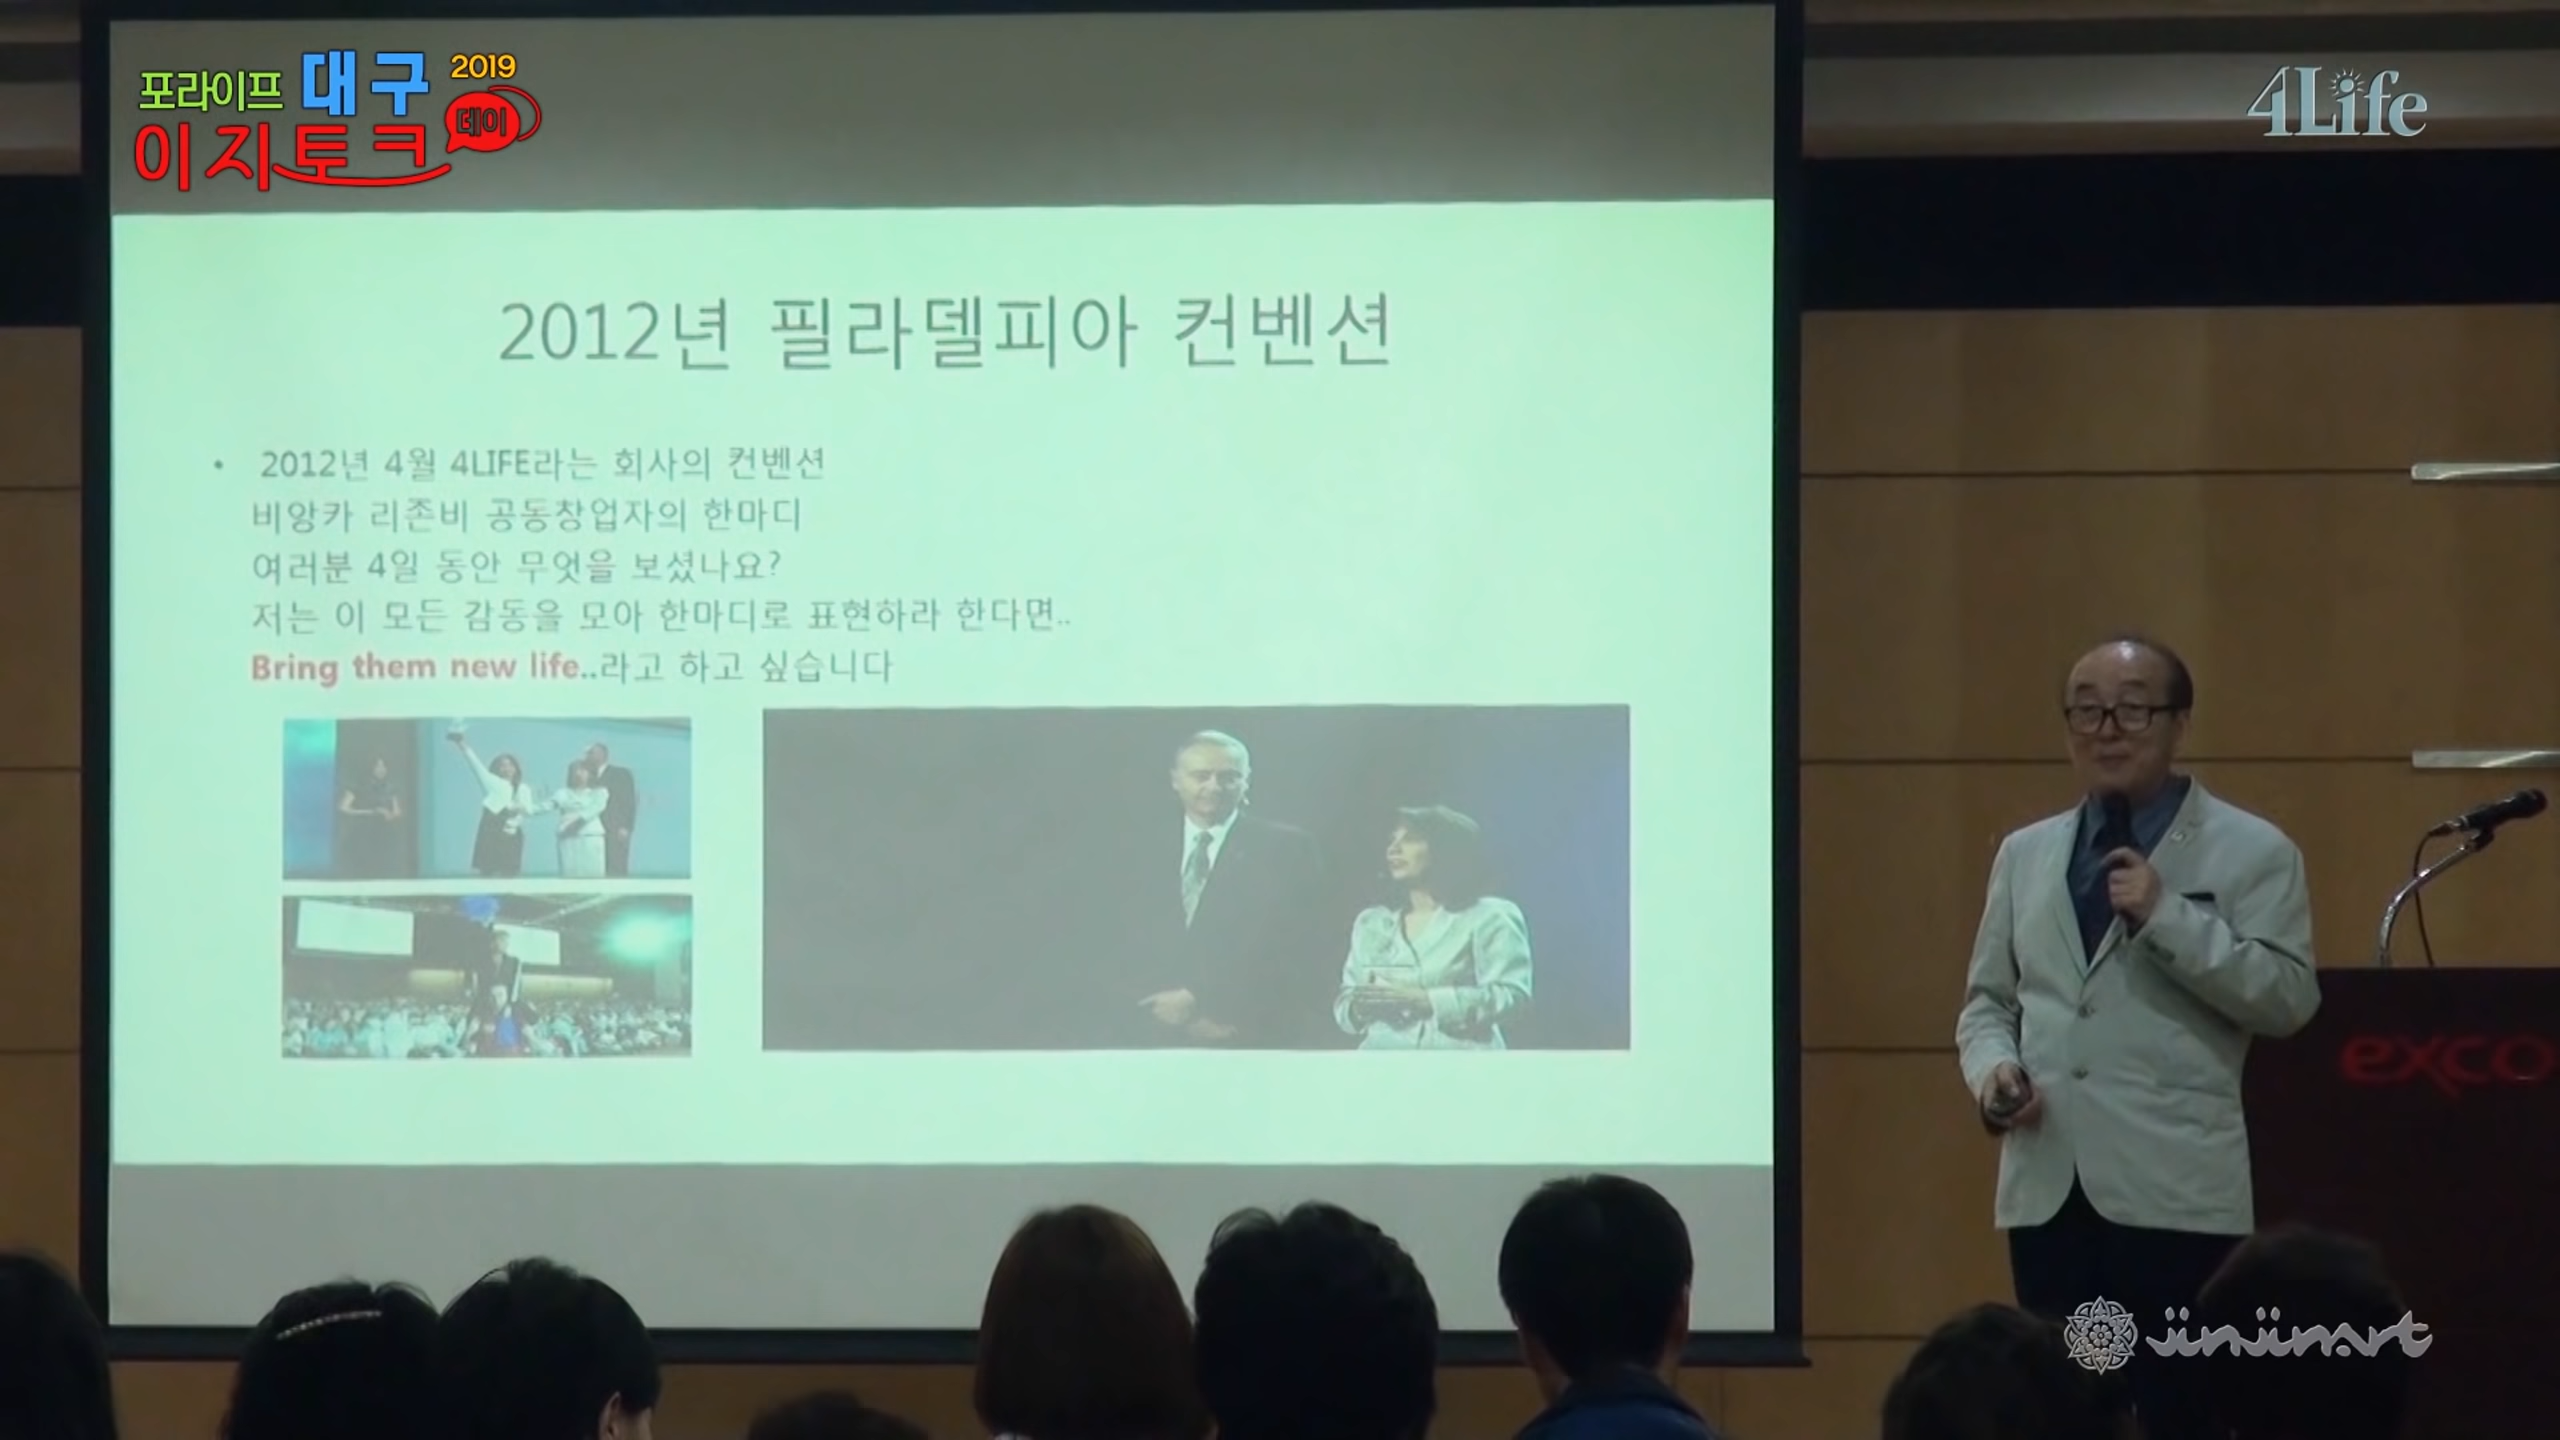 포라이프 대구 2019
이지토크 데이
4Life
2012년 필라델피아 컨벤션
• 2012년 4월 4LIFE라는 회사의 컨벤션
비앙카 리존비 공동창업자의 한마디
여러분 4일 동안 무엇을 보셨나요?
저는 이 모든 감동을 모아 한마디로 표현하라 한다면..
Bring them new life..라고 하고 싶습니다
exco
jinjinart